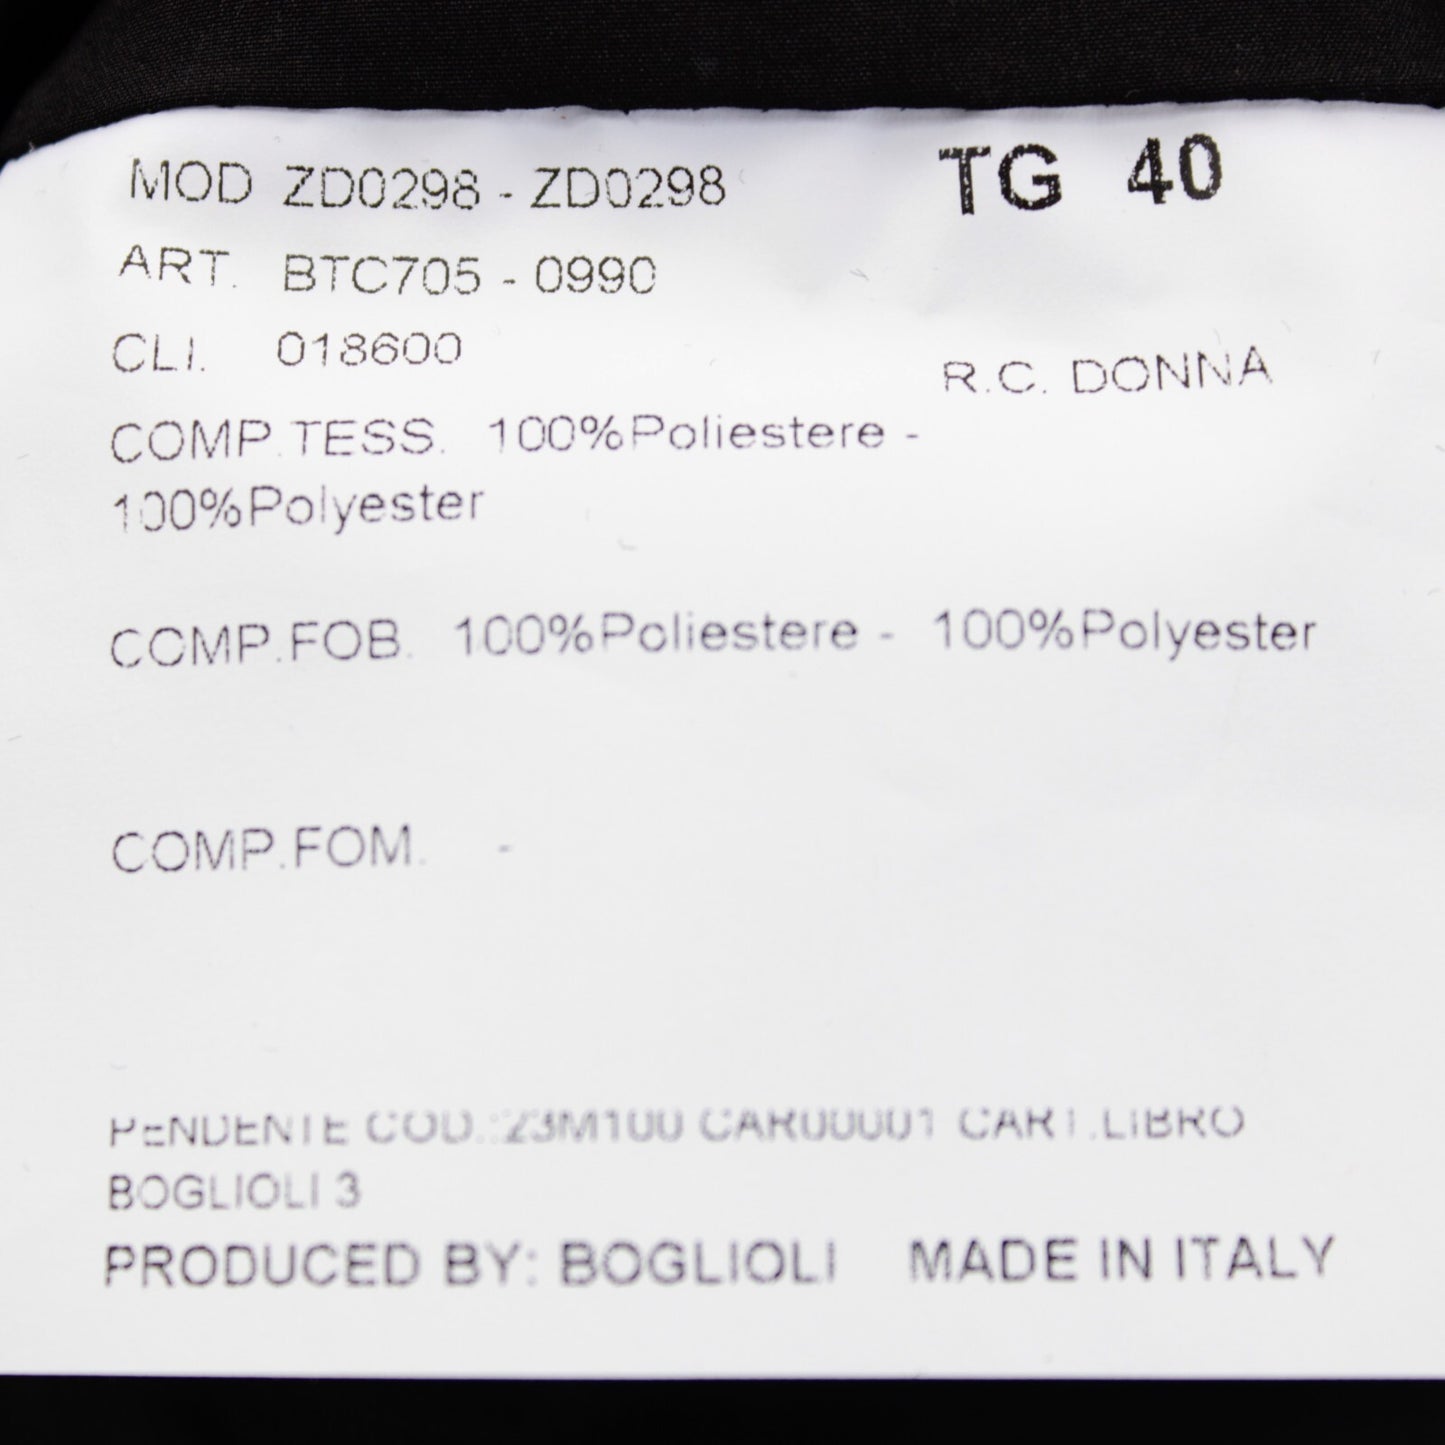 MOD ZD0298 - ZD0298 TG 40
ART. BTC705 - 0990
CLI. 018600 R.C. DONNA
COMP.TESS. 100%Poliestere -
100%Polyester
COMP.FOB. 100%Poliestere - 100%Polyester
COMP.FOM. -
PENDENTE COD.:23M100 CAR00001 CART.LIBRO
BOGLIOLI 3
PRODUCED BY: BOGLIOLI MADE IN ITALY